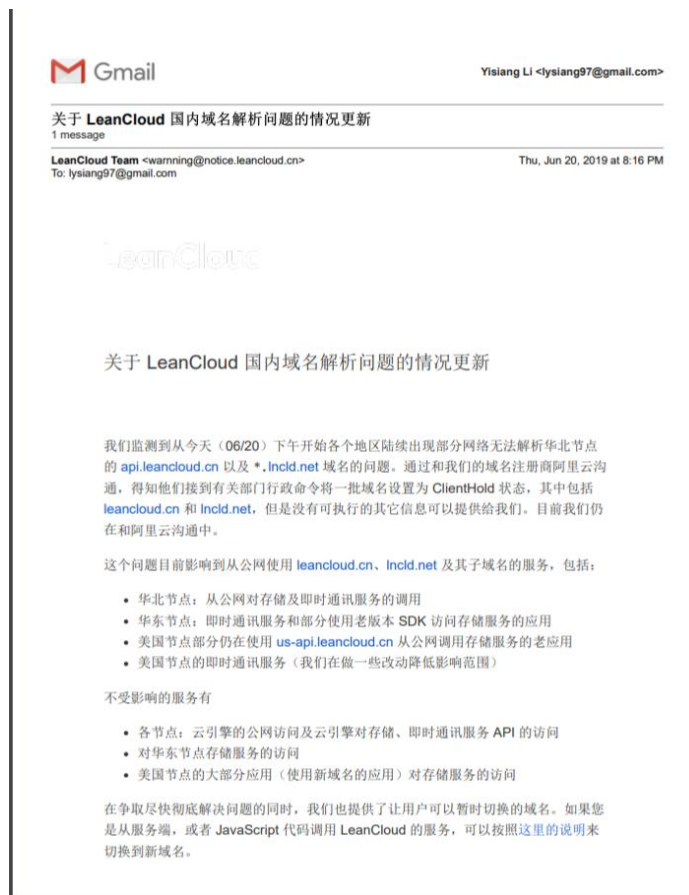 Gmail
Yisiang Li <lysiang97@gmail.com>
关于 LeanCloud 国内域名解析问题的情况更新
1 message
LeanCloud Team <warnning@notice.leancloud.cn>
Thu, Jun 20, 2019 at 8:16 PM
To: lysiang97@gmail.com
LeanCloud
关于 LeanCloud 国内域名解析问题的情况更新
我们监测到从今天（06/20）下午开始各个地区陆续出现部分网络无法解析华北节点
的 api.leancloud.cn 以及 *.lncld.net 域名的问题。通过和我们的域名注册商阿里云沟
通，得知他们接到有关部门行政命令将一批域名设置为 ClientHold 状态，其中包括
leancloud.cn 和 lncld.net，但是没有可执行的其它信息可以提供给我们。目前我们仍
在和阿里云沟通中。
这个问题目前影响到从公网使用 leancloud.cn、lncld.net 及其子域名的服务，包括：
• 华北节点：从公网对存储及即时通讯服务的调用
• 华东节点：即时通讯服务和部分使用老版本 SDK 访问存储服务的应用
• 美国节点部分仍在使用 us-api.leancloud.cn 从公网调用存储服务的老应用
• 美国节点的即时通讯服务（我们在做一些改动降低影响范围）
不受影响的服务有
• 各节点：云引擎的公网访问及云引擎对存储、即时通讯服务 API 的访问
• 对华东节点存储服务的访问
• 美国节点的大部分应用（使用新域名的应用）对存储服务的访问
在争取尽快彻底解决问题的同时，我们也提供了让用户可以暂时切换的域名。如果您
是从服务端，或者 JavaScript 代码调用 LeanCloud 的服务，可以按照这里的说明来
切换到新域名。